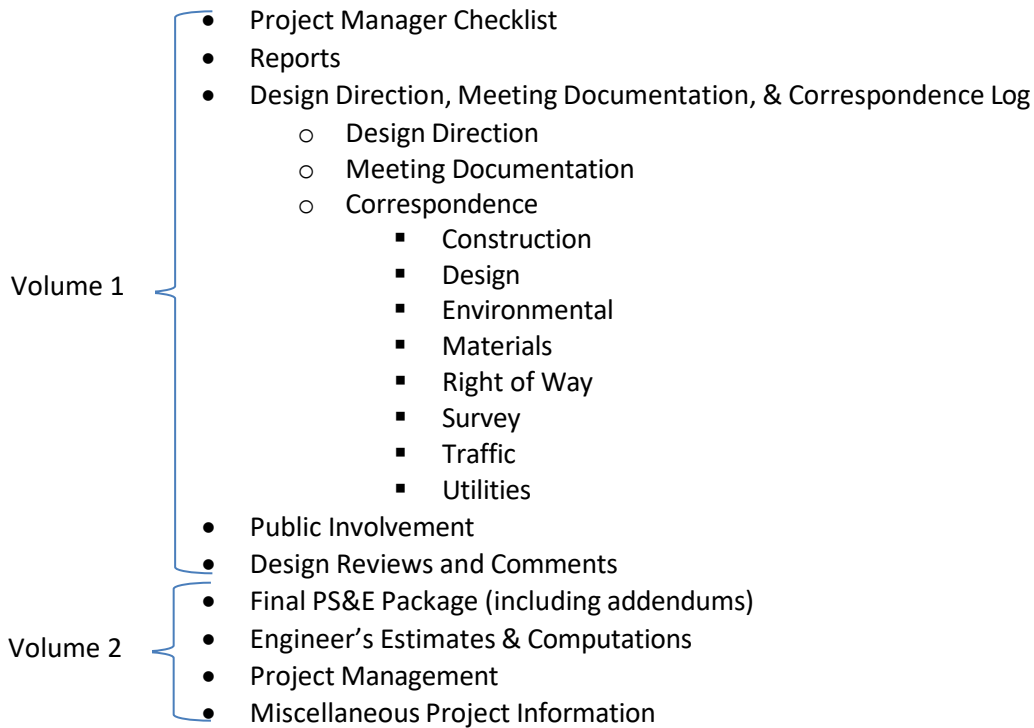 • Project Manager Checklist
• Reports
• Design Direction, Meeting Documentation, & Correspondence Log
o Design Direction
o Meeting Documentation
o Correspondence
▪ Construction
▪ Design
Volume 1
▪ Environmental
▪ Materials
▪ Right of Way
▪ Survey
▪ Traffic
▪ Utilities
• Public Involvement
• Design Reviews and Comments
• Final PS&E Package (including addendums)
• Engineer’s Estimates & Computations
Volume 2
• Project Management
• Miscellaneous Project Information